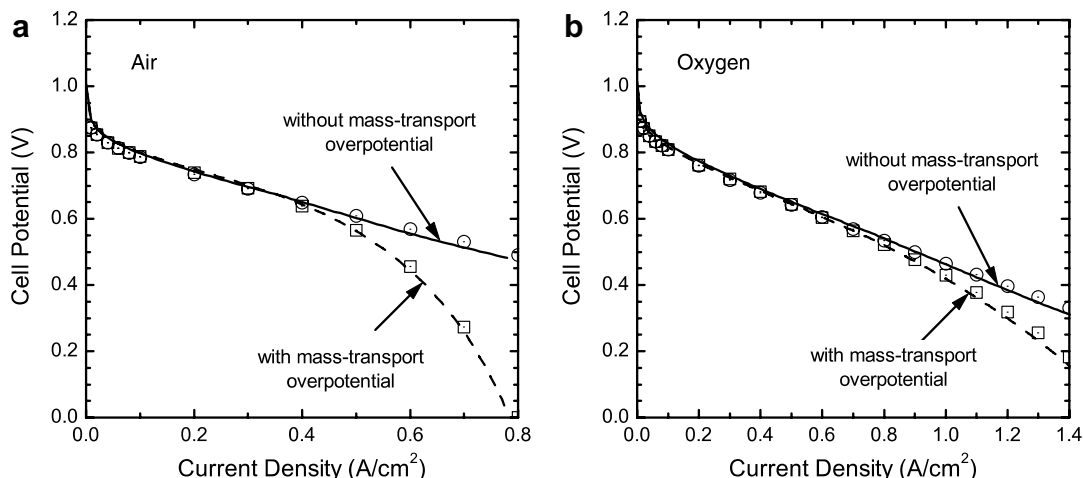 a
Air
without mass-transport
overpotential
with mass-transport
overpotential
1.2
1.0
0.8
0.6
0.4
0.2
0.0
0.0 0.2 0.4 0.6 0.8
Cell Potential (V)
Current Density (A/cm²)
b
Oxygen
without mass-transport
overpotential
with mass-transport
overpotential
1.2
1.0
0.8
0.6
0.4
0.2
0.0
0.0 0.2 0.4 0.6 0.8 1.0 1.2 1.4
Cell Potential (V)
Current Density (A/cm²)